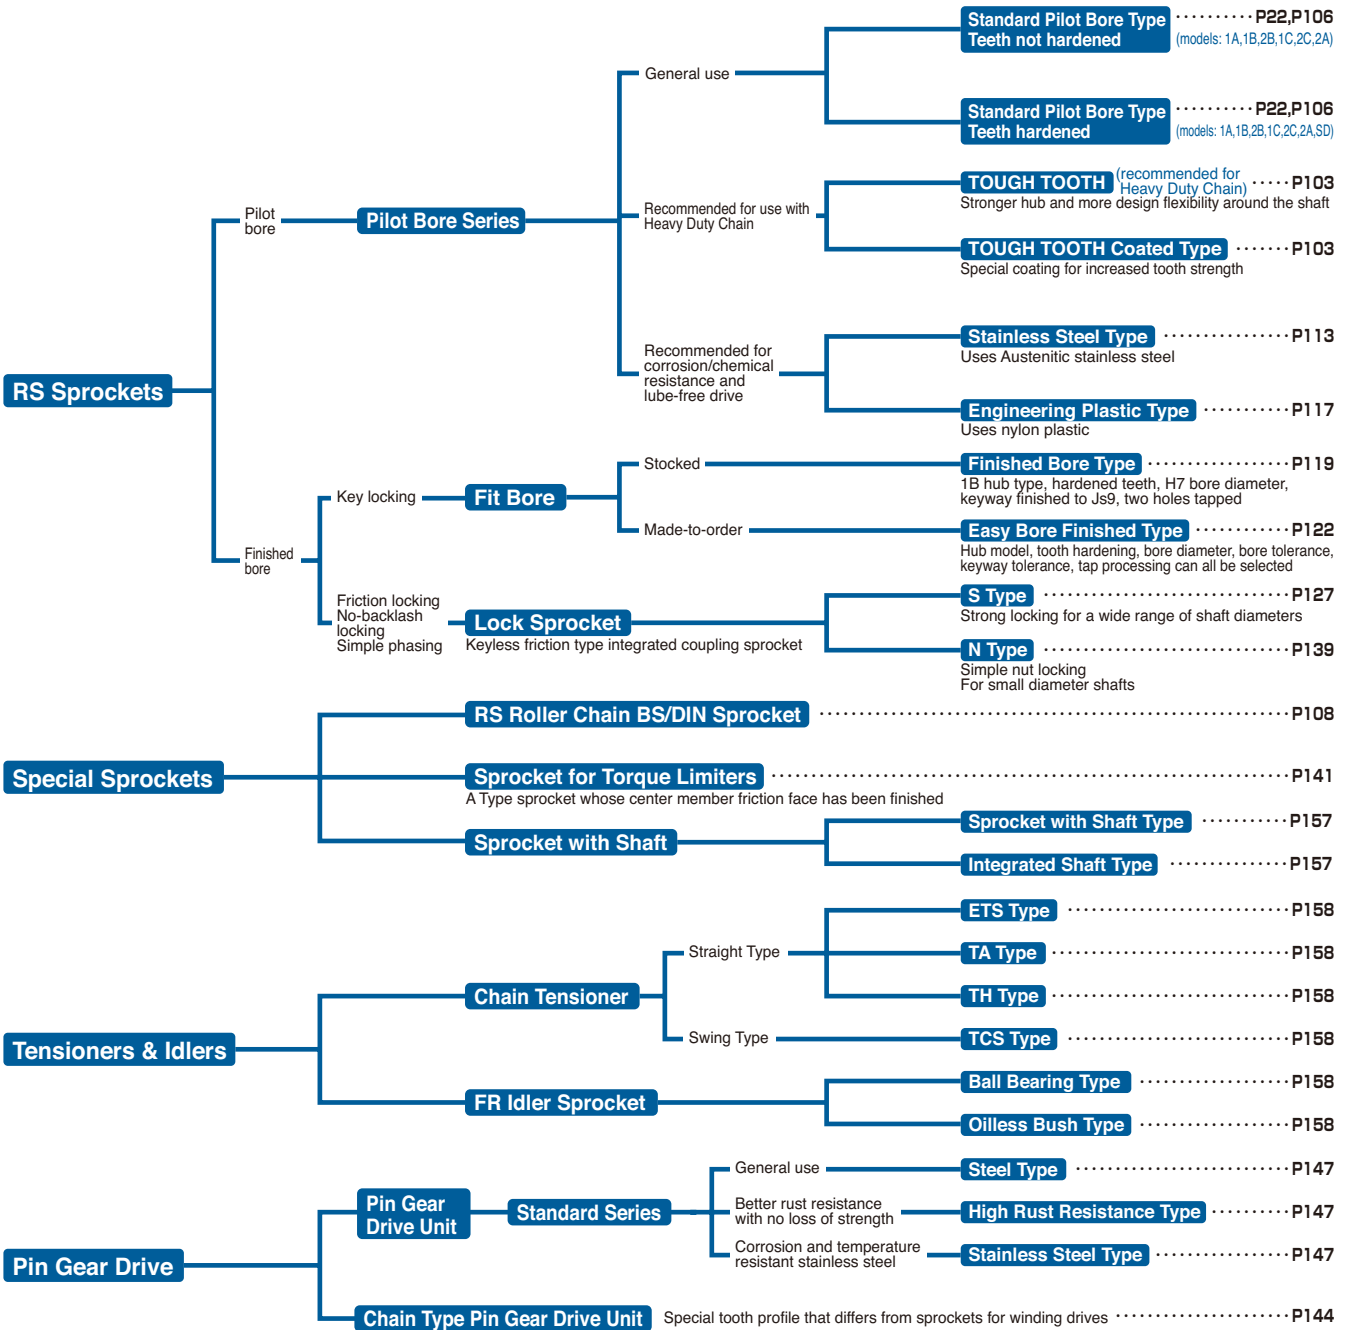 RS Sprockets
Pilot
bore
Pilot Bore Series
General use
Standard Pilot Bore Type
Teeth not hardened
P22,P106
(models: 1A,1B,2B,1C,2C,2A)
Standard Pilot Bore Type
Teeth hardened
P22,P106
(models: 1A,1B,2B,1C,2C,2A,SD)
Recommended for use with
Heavy Duty Chain
TOUGH TOOTH
(recommended for
Heavy Duty Chain)
P103
Stronger hub and more design flexibility around the shaft
TOUGH TOOTH Coated Type
P103
Special coating for increased tooth strength
Recommended for
corrosion/chemical
resistance and
lube-free drive
Stainless Steel Type
P113
Uses Austenitic stainless steel
Engineering Plastic Type
P117
Uses nylon plastic
Finished
bore
Key locking
Fit Bore
Stocked
Finished Bore Type
P119
1B hub type, hardened teeth, H7 bore diameter,
keyway finished to Js9, two holes tapped
Made-to-order
Easy Bore Finished Type
P122
Hub model, tooth hardening, bore diameter, bore tolerance,
keyway tolerance, tap processing can all be selected
Friction locking
No-backlash
locking
Simple phasing
Lock Sprocket
Keyless friction type integrated coupling sprocket
S Type
P127
Strong locking for a wide range of shaft diameters
N Type
P139
Simple nut locking
For small diameter shafts
Special Sprockets
RS Roller Chain BS/DIN Sprocket
P108
Sprocket for Torque Limiters
P141
A Type sprocket whose center member friction face has been finished
Sprocket with Shaft
Sprocket with Shaft Type
P157
Integrated Shaft Type
P157
Tensioners & Idlers
Chain Tensioner
Straight Type
ETS Type
P158
TA Type
P158
TH Type
P158
Swing Type
TCS Type
P158
FR Idler Sprocket
Ball Bearing Type
P158
Oilless Bush Type
P158
Pin Gear Drive
Pin Gear
Drive Unit
Standard Series
General use
Steel Type
P147
Better rust resistance
with no loss of strength
High Rust Resistance Type
P147
Corrosion and temperature
resistant stainless steel
Stainless Steel Type
P147
Chain Type Pin Gear Drive Unit
Special tooth profile that differs from sprockets for winding drives
P144